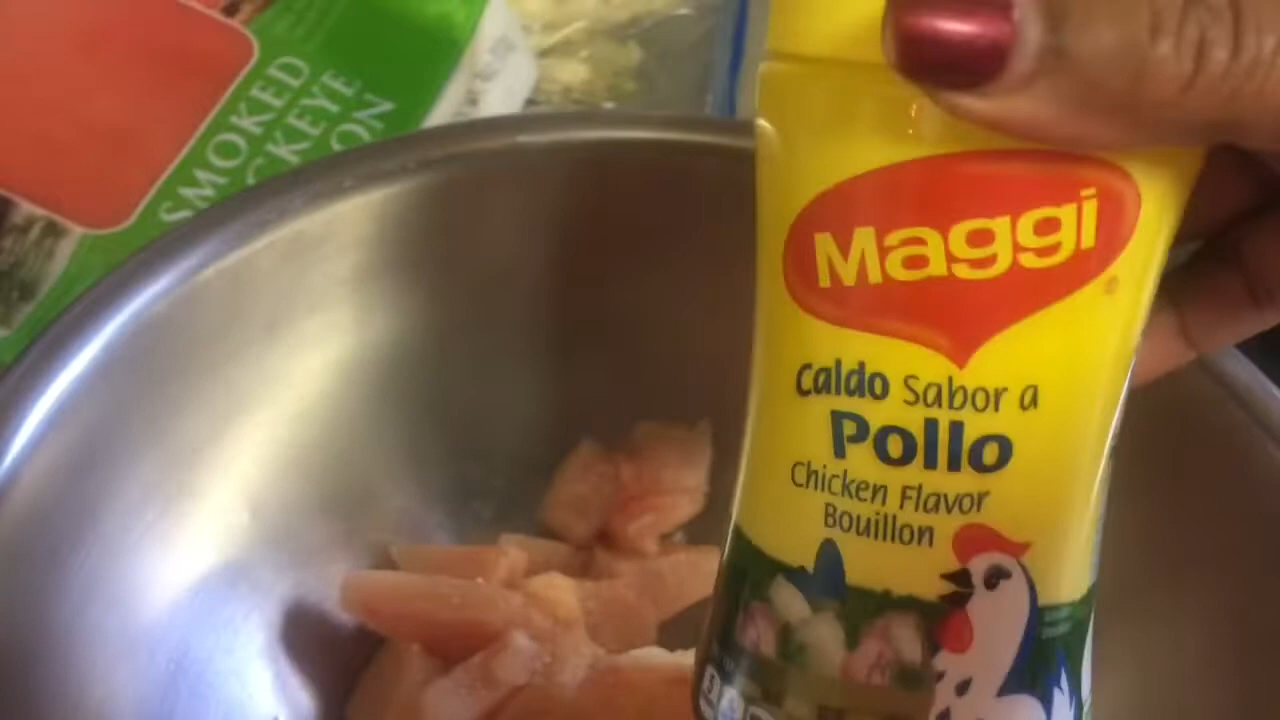 SMOKED
CKEYE
ON
Maggi
Caldo Sabor a
Pollo
Chicken Flavor
Bouillon